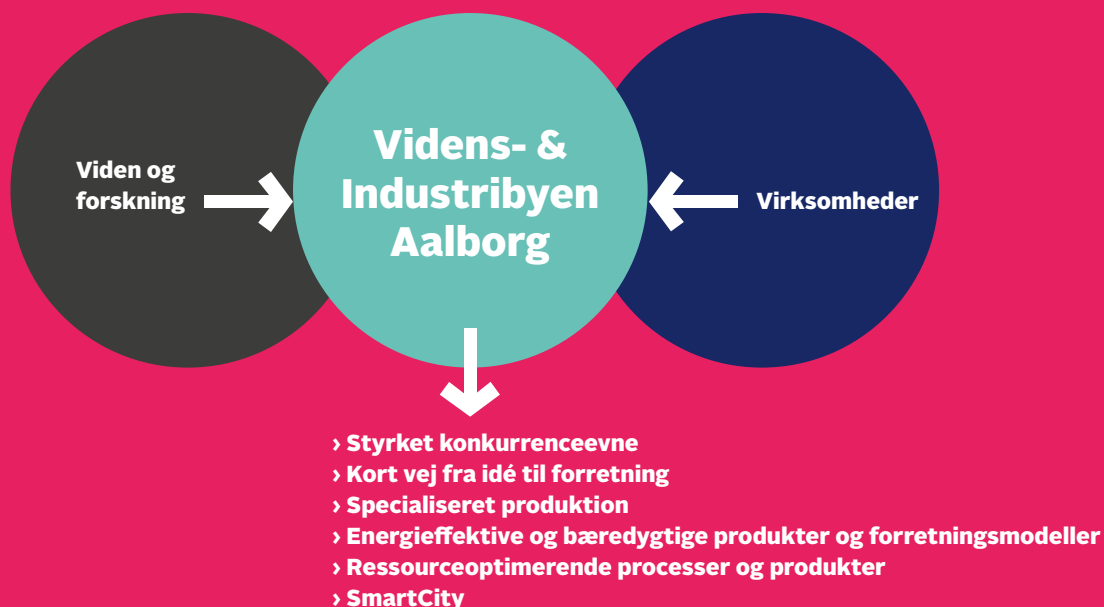 Viden og
forskning
Videns- &
Industribyen
Aalborg
Virksomheder
› Styrket konkurrenceevne
› Kort vej fra idé til forretning
› Specialiseret produktion
› Energieffektive og bæredygtige produkter og forretningsmodeller
› Ressourceoptimerende processer og produkter
› SmartCity